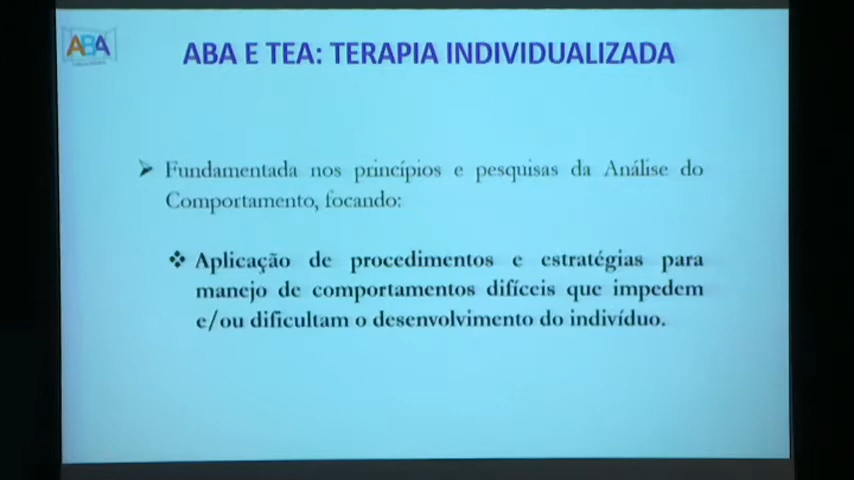 ABA
ABA E TEA: TERAPIA INDIVIDUALIZADA
Fundamentada nos princípios e pesquisas da Análise do
Comportamento, focando:
Aplicação de procedimentos e estratégias para
manejo de comportamentos difíceis que impedem
e/ou dificultam o desenvolvimento do indivíduo.